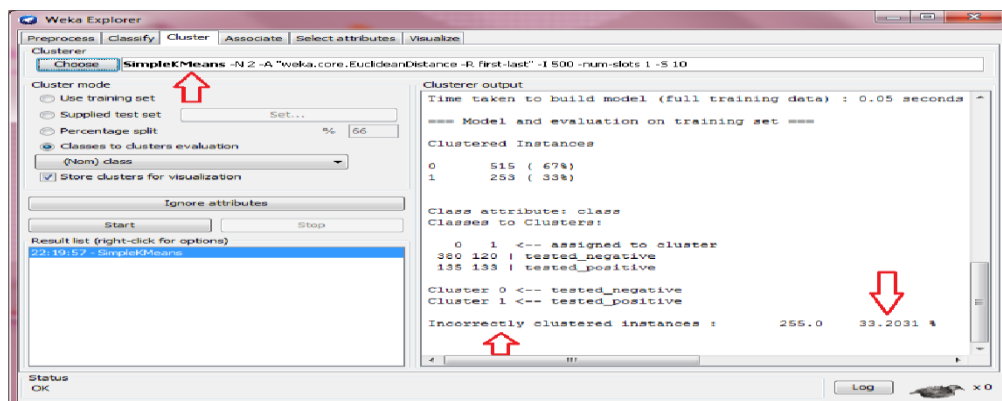 Weka Explorer
Preprocess Classify Cluster Associate Select attributes Visualize
Clusterer
Choose SimpleKMeans -N 2 -A "weka.core.EuclideanDistance -R first-last" -I 500 -num-slots 1 -S 10
Cluster mode
Use training set
Supplied test set Set...
Percentage split % 66
Classes to clusters evaluation
(Nom) class
Store clusters for visualization
Ignore attributes
Start Stop
Result list (right-click for options)
22:19:57 - SimpleKMeans
Clusterer output
Time taken to build model (full training data) : 0.05 seconds
=== Model and evaluation on training set ===
Clustered Instances
0 515 ( 67%)
1 253 ( 33%)
Class attribute: class
Classes to Clusters:
0 1 <-- assigned to cluster
380 120 | tested_negative
135 133 | tested_positive
Cluster 0 <-- tested_negative
Cluster 1 <-- tested_positive
Incorrectly clustered instances : 255.0 33.2031 %
Status
OK
Log x 0